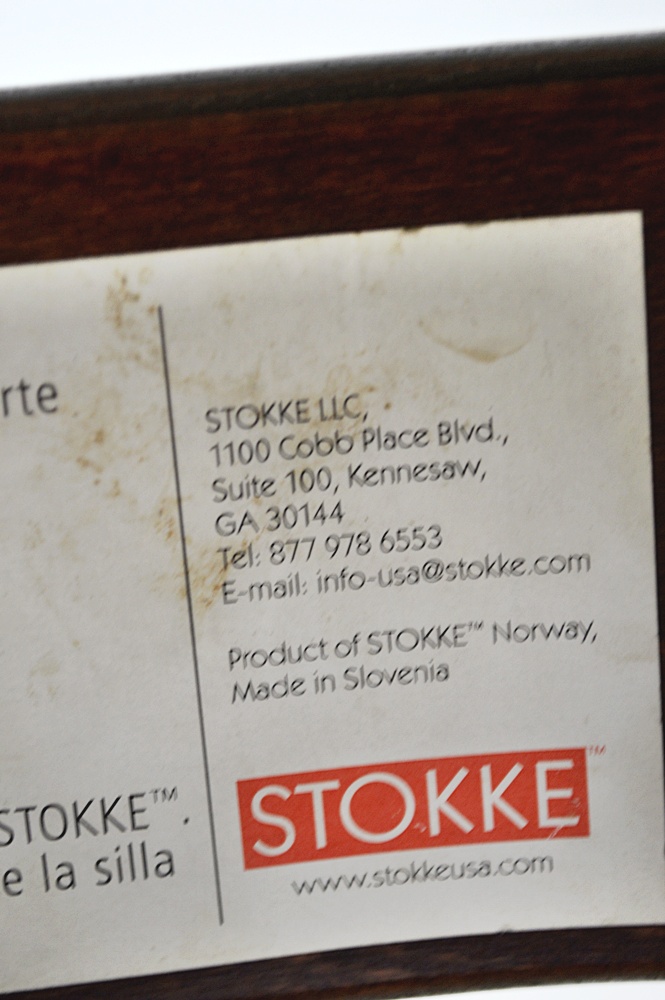 rte
STOKKE™.
e la silla
STOKKE LLC,
1100 Cobb Place Blvd.,
Suite 100, Kennesaw,
GA 30144
Tel: 877 978 6553
E-mail: info-usa@stokke.com
Product of STOKKE™ Norway,
Made in Slovenia
STOKKE™
www.stokkeusa.com